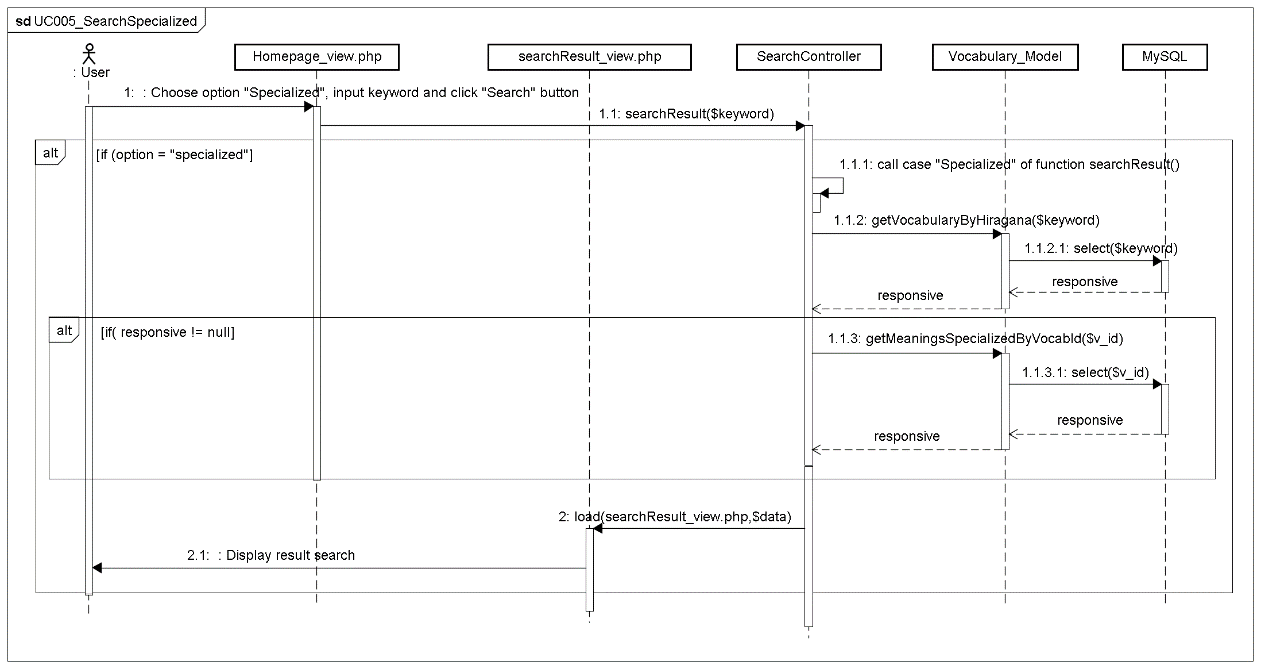 sd UC005_SearchSpecialized
: User
Homepage_view.php
searchResult_view.php
SearchController
Vocabulary_Model
MySQL
1:  : Choose option "Specialized", input keyword and click "Search" button
1.1: searchResult($keyword)
alt
[if (option = "specialized"]
1.1.1: call case "Specialized" of function searchResult()
1.1.2: getVocabularyByHiragana($keyword)
1.1.2.1: select($keyword)
responsive
responsive
alt
[if( responsive != null]
1.1.3: getMeaningsSpecializedByVocabId($v_id)
1.1.3.1: select($v_id)
responsive
responsive
2: load(searchResult_view.php,$data)
2.1:  : Display result search